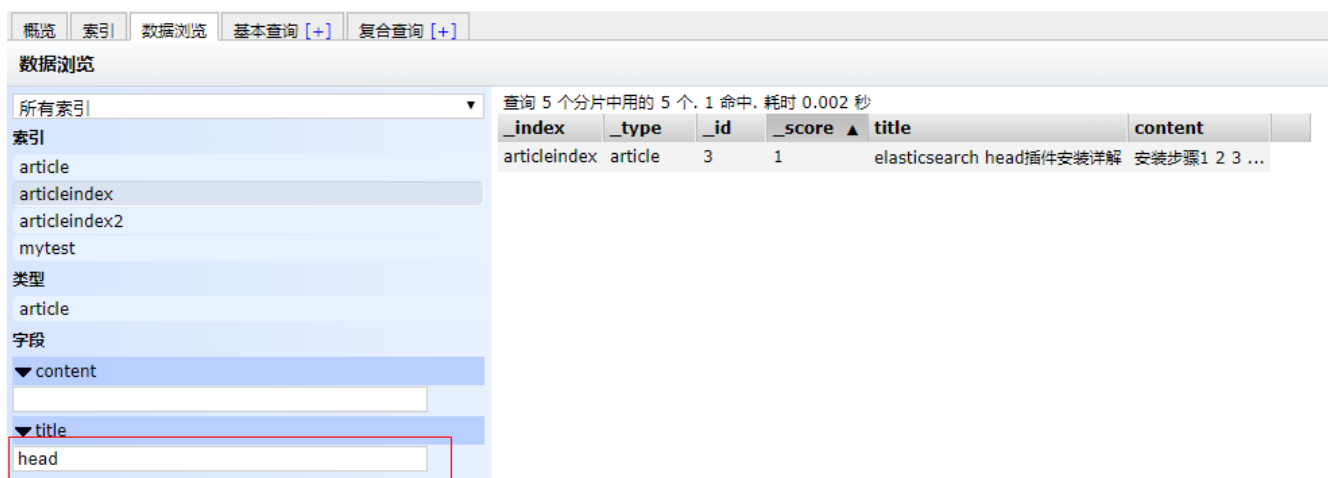 概览 索引 数据浏览 基本查询 [+] 复合查询 [+]
数据浏览
所有索引
索引
article
articleindex
articleindex2
mytest
类型
article
字段
content
title
head
查询 5 个分片中用的 5 个. 1 命中. 耗时 0.002 秒
_index _type _id _score ▲ title content
articleindex article 3 1 elasticsearch head插件安装详解 安装步骤1 2 3 ...